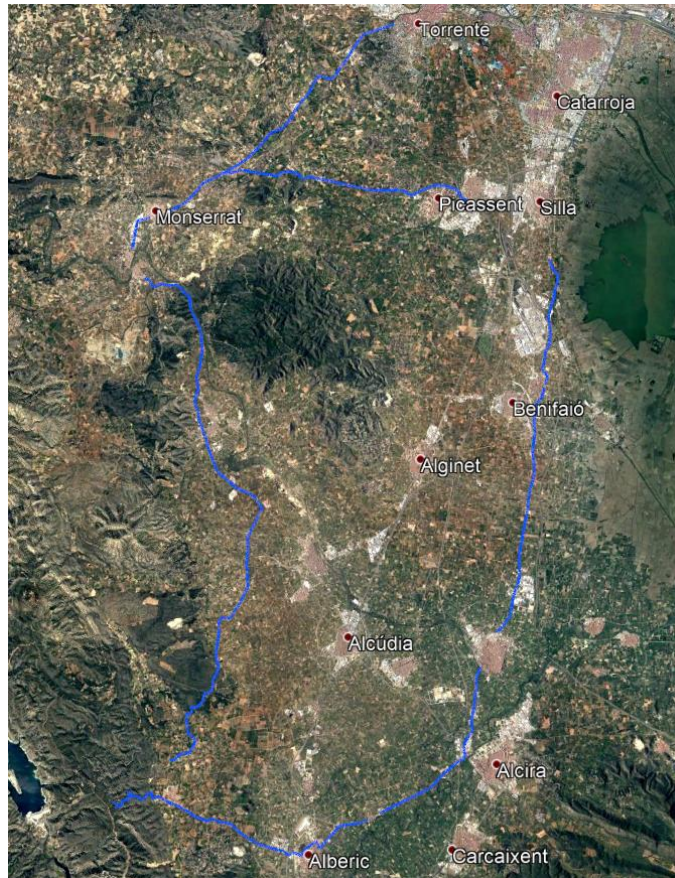 Torrente
Catarroja
Picassent
Silla
Monserrat
Benifaió
Alginet
Alcúdia
Alcira
Alberic
Carcaixent